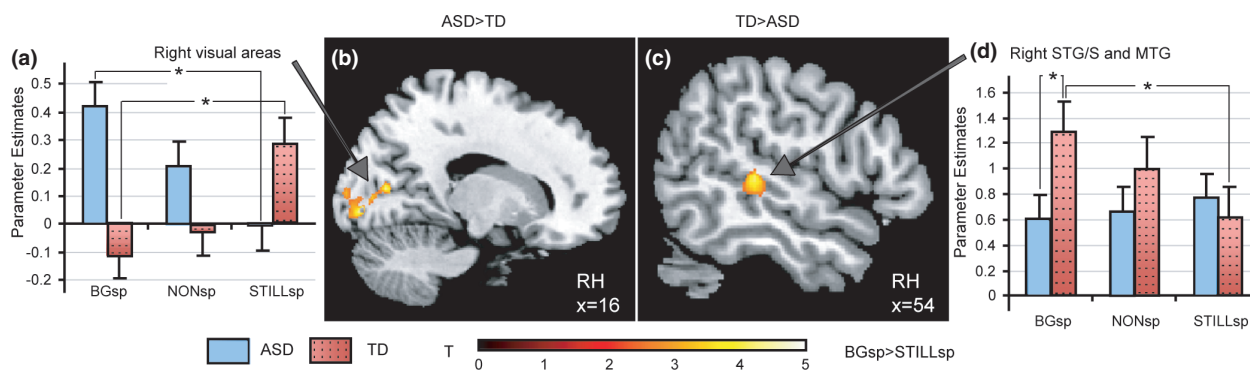 ASD>TD
TD>ASD
(a)
Right visual areas
(b)
(c)
(d)
Right STG/S and MTG
Parameter Estimates
0.5
0.4
0.3
0.2
0.1
0
-0.1
-0.2
*
*
BGsp
NONsp
STILLsp
RH
x=16
RH
x=54
Parameter Estimates
1.6
1.4
1.2
1.0
0.8
0.6
0.4
0.2
0
*
*
BGsp
NONsp
STILLsp
ASD
TD
T
0
1
2
3
4
5
BGsp>STILLsp